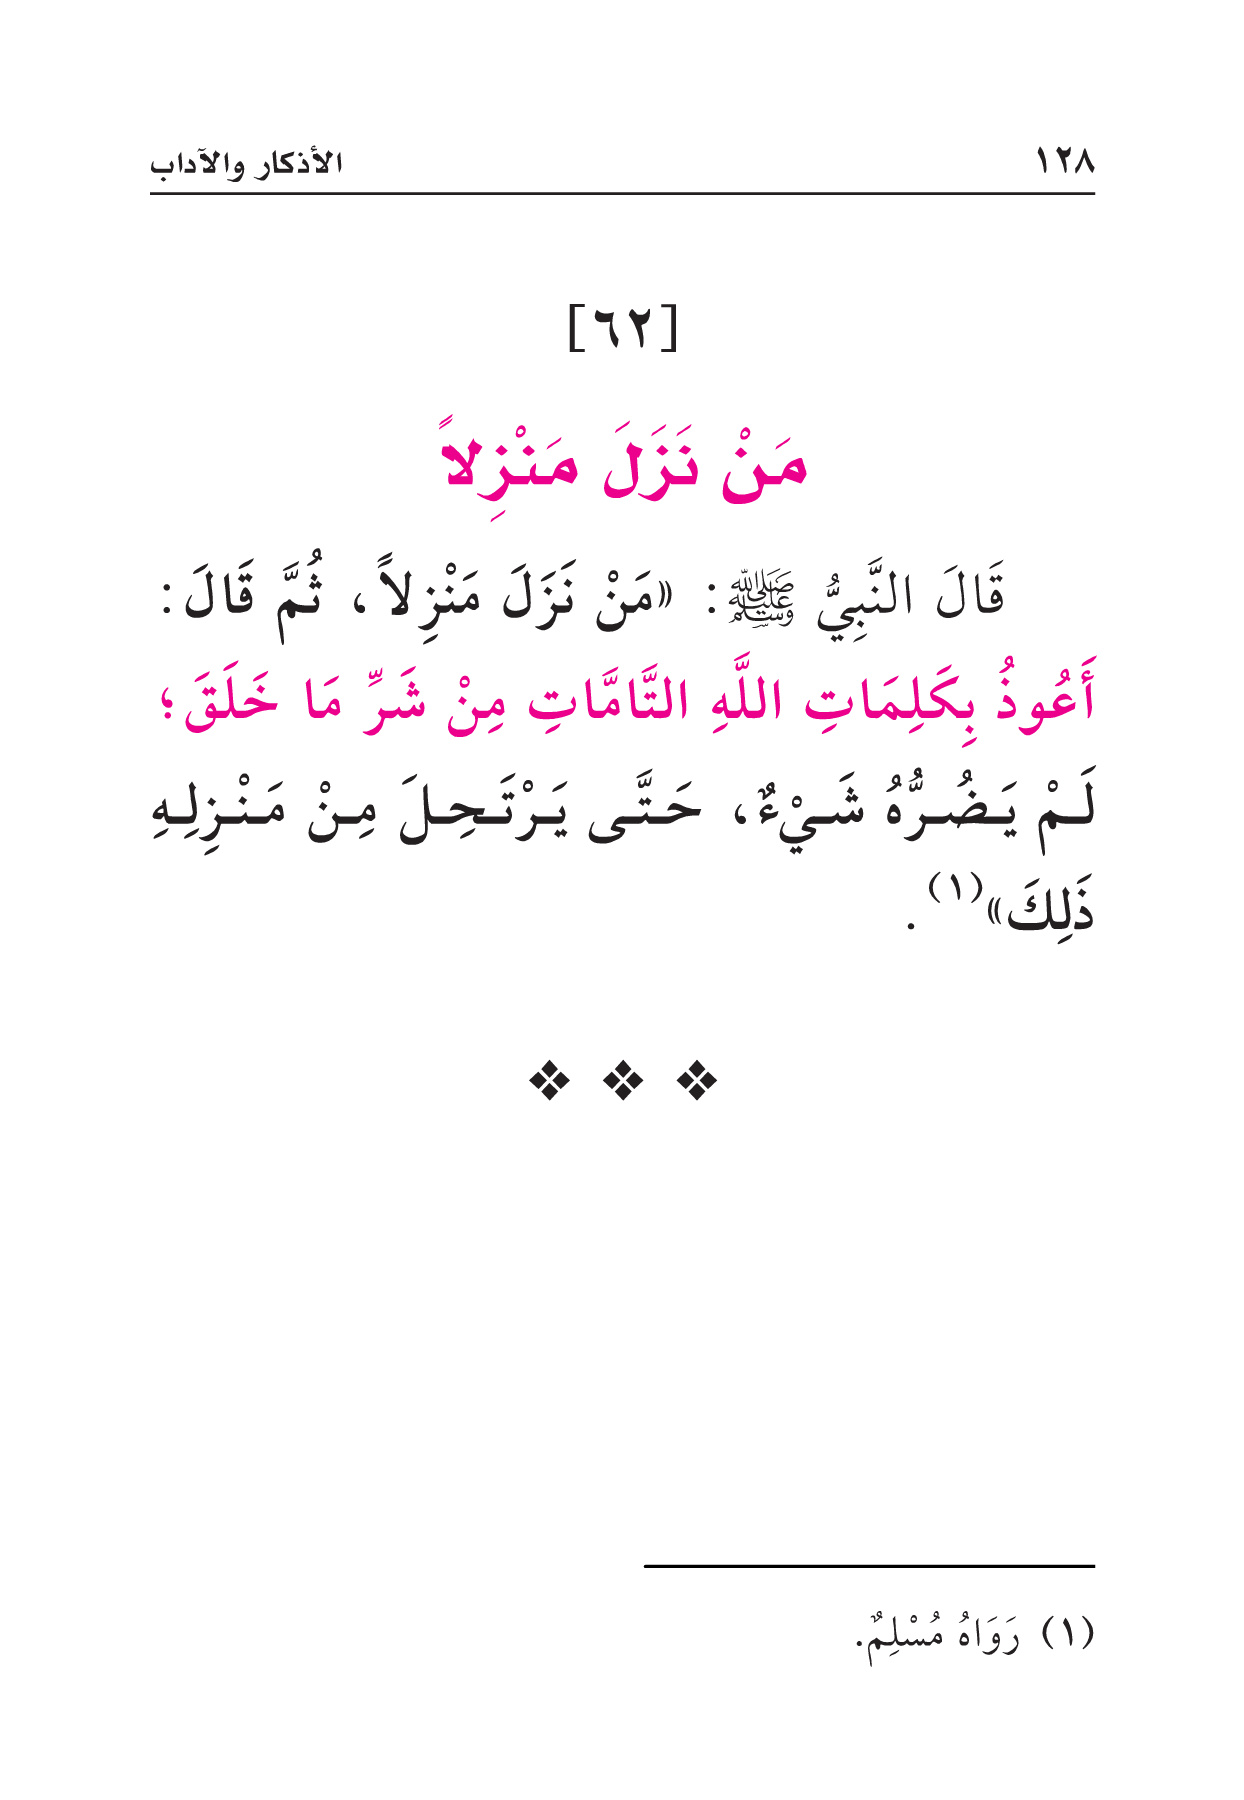 ١٢٨ الأذكار والآداب
[٦٢]
مَنْ نَزَلَ مَنْزِلاً
قَالَ النَّبِيُّ ﷺ: «مَنْ نَزَلَ مَنْزِلاً، ثُمَّ قَالَ:
أَعُوذُ بِكَلِمَاتِ اللَّهِ التَّامَّاتِ مِنْ شَرِّ مَا خَلَقَ؛
لَمْ يَضُرُّهُ شَيْءٌ، حَتَّى يَرْتَحِلَ مِنْ مَنْزِلِهِ
ذَلِكَ»(١).
(١) رَوَاهُ مُسْلِمٌ.